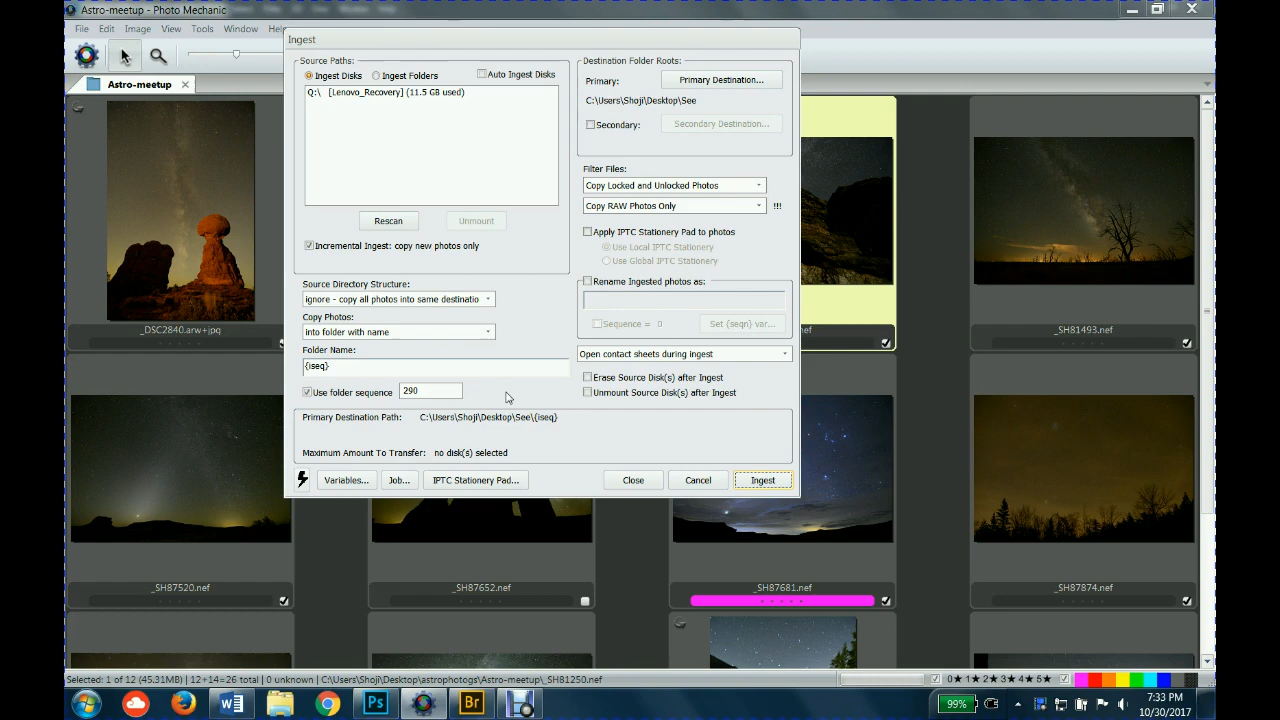 Astro-meetup - Photo Mechanic
File Edit Image View Tools Window Help
Astro-meetup
Ingest
Source Paths:
Ingest Disks Ingest Folders Auto Ingest Disks
Q:\ [Lenovo_Recovery] (11.5 GB used)
Rescan Unmount
Incremental Ingest: copy new photos only
Source Directory Structure:
ignore - copy all photos into same destinatio
Copy Photos:
into folder with name
Folder Name:
{iseq}
Use folder sequence 290
Destination Folder Roots:
Primary: Primary Destination...
C:\Users\Shoji\Desktop\See
Secondary: Secondary Destination...
Filter Files:
Copy Locked and Unlocked Photos
Copy RAW Photos Only !!!
Apply IPTC Stationery Pad to photos
Use Local IPTC Stationery
Use Global IPTC Stationery
Rename Ingested photos as:
Sequence = 0 Set {seqn} var...
Open contact sheets during ingest
Erase Source Disk(s) after Ingest
Unmount Source Disk(s) after Ingest
Primary Destination Path: C:\Users\Shoji\Desktop\See\{iseq}
Maximum Amount To Transfer: no disk(s) selected
Variables... Job... IPTC Stationery Pad... Close Cancel Ingest
_DSC2840.arw+jpg nef _SH81493.nef
_SH87520.nef _SH87652.nef _SH87681.nef _SH87874.nef
Selected: 1 of 12 (45.31MB) | 12+14=26 total | 0 unknown | C:\Users\Shoji\Desktop\astrophotogs\Astro-meetup\_SH81250.nef
0★ 1★ 2★ 3★ 4★ 5★
W Ps Br 99% 7:33 PM
10/30/2017